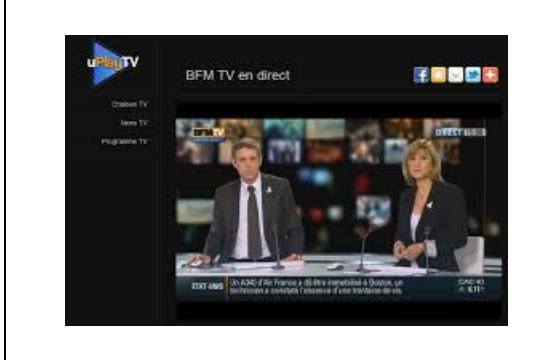 uPlayTV
BFM TV en direct
Chaînes TV
News TV
Programme TV
BFM TV
DIRECT
ÉTAT-UNIS
Un A340 d'Air France a dû être immobilisé à Boston, un
technicien a constaté l'absence d'une trentaine de vis
CAC 40